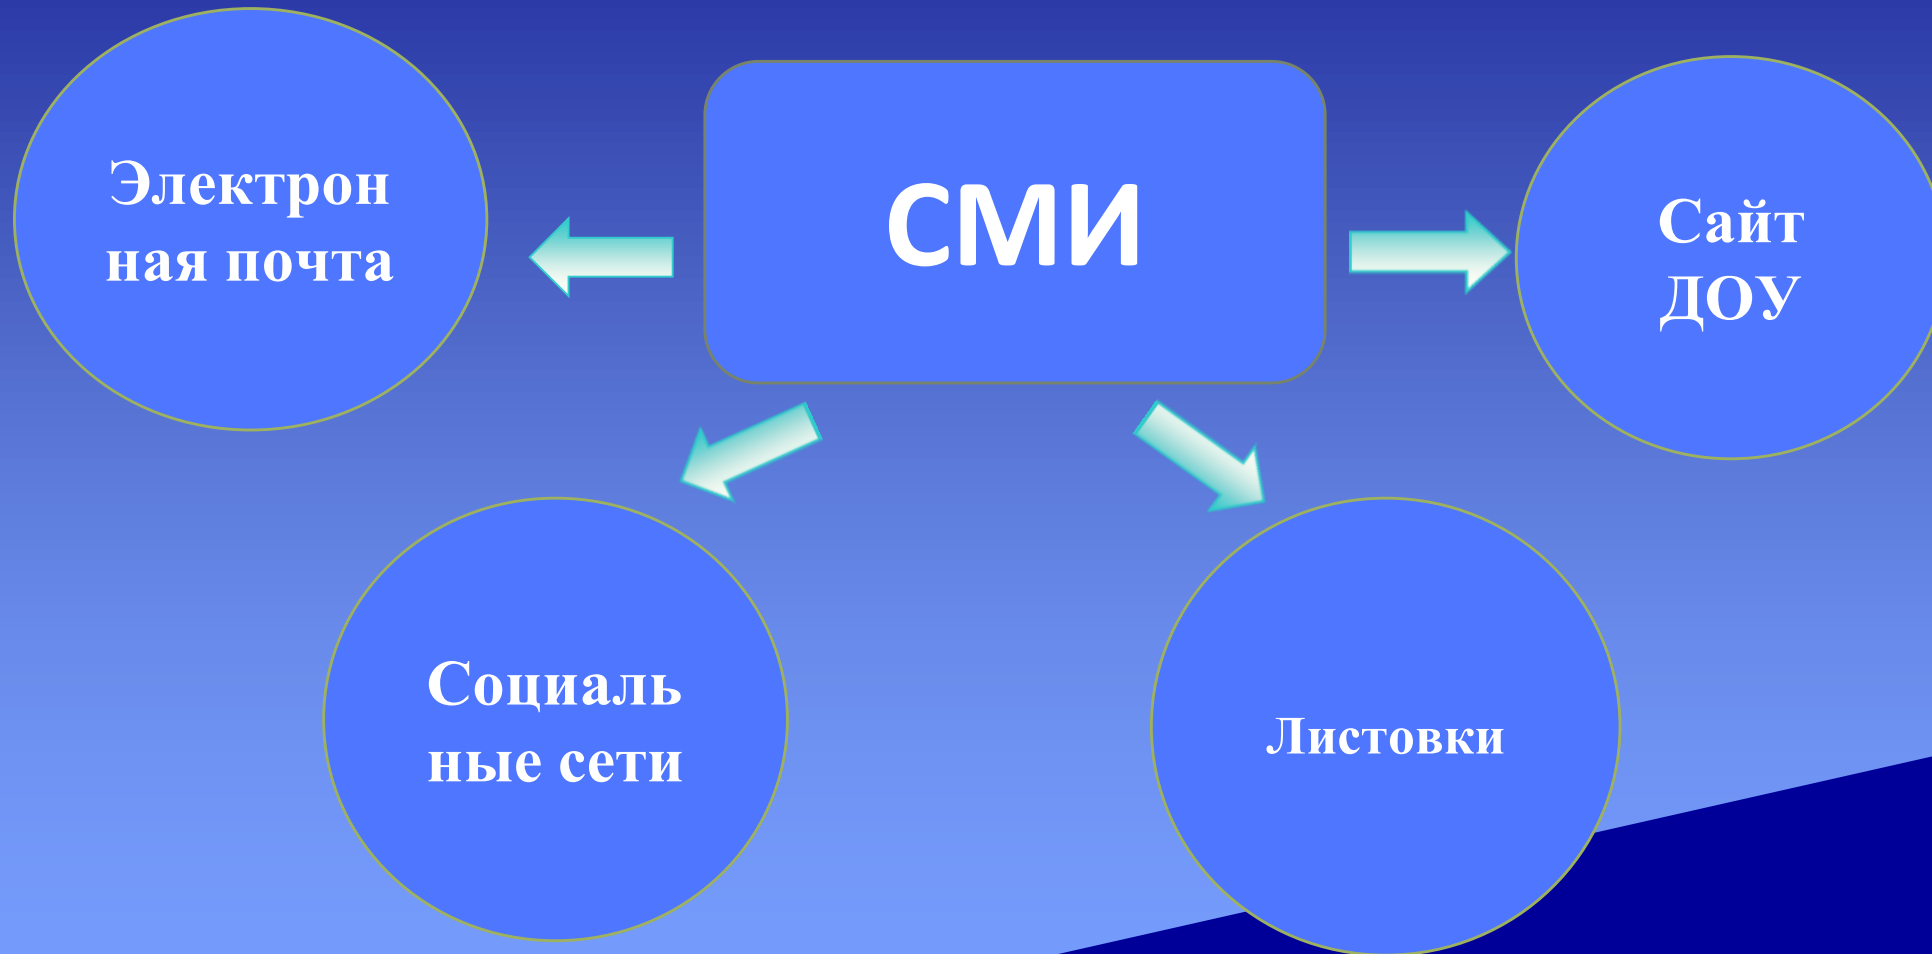 Электрон
ная почта
СМИ
Сайт
ДОУ
Социаль
ные сети
Листовки